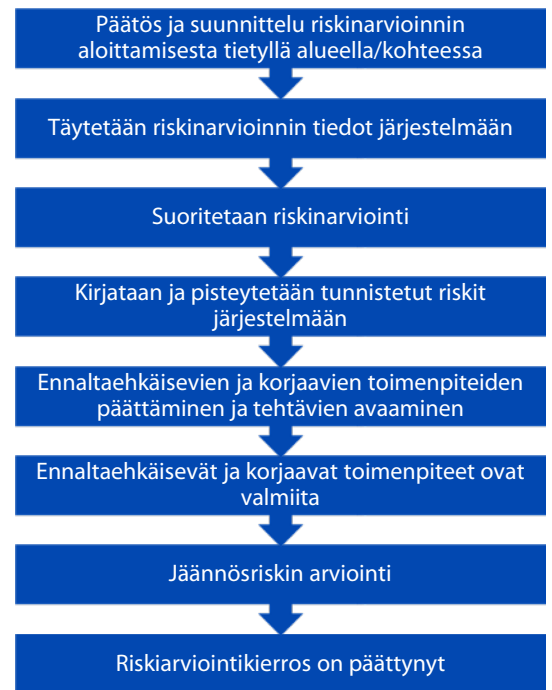 Päätös ja suunnittelu riskinarvioinnin
aloittamisesta tietyllä alueella/kohteessa
Täytetään riskinarvioinnin tiedot järjestelmään
Suoritetaan riskinarviointi
Kirjataan ja pisteytetään tunnistetut riskit
järjestelmään
Ennaltaehkäisevien ja korjaavien toimenpiteiden
päättäminen ja tehtävien avaaminen
Ennaltaehkäisevät ja korjaavat toimenpiteet ovat
valmiita
Jäännösriskin arviointi
Riskiarviointikierros on päättynyt